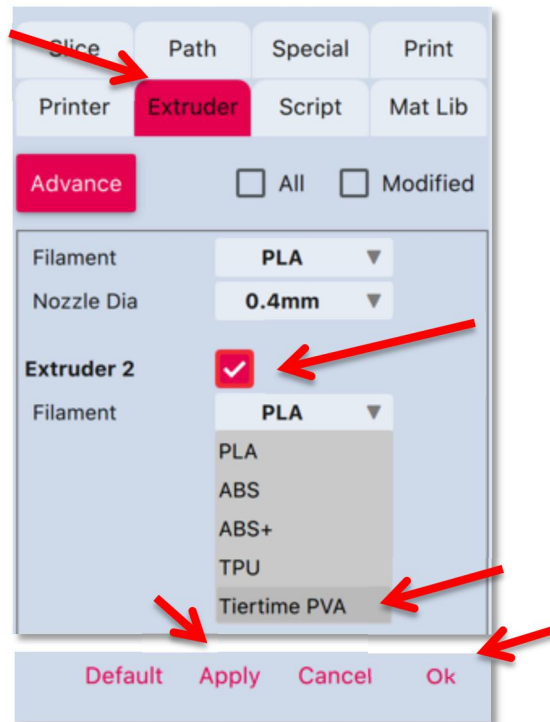 Slice Path Special Print
Printer Extruder Script Mat Lib
Advance All Modified
Filament PLA
Nozzle Dia 0.4mm
Extruder 2
Filament PLA
PLA
ABS
ABS+
TPU
Tiertime PVA
Default Apply Cancel Ok